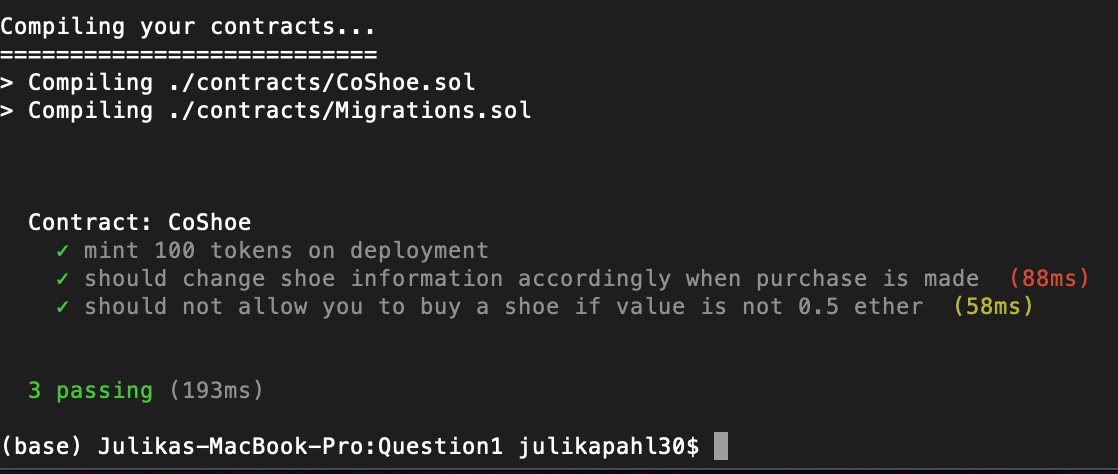 Compiling your contracts...
===========================
> Compiling ./contracts/CoShoe.sol
> Compiling ./contracts/Migrations.sol
Contract: CoShoe
✓ mint 100 tokens on deployment
✓ should change shoe information accordingly when purchase is made (88ms)
✓ should not allow you to buy a shoe if value is not 0.5 ether (58ms)
3 passing (193ms)
(base) Julikas-MacBook-Pro:Question1 julikapahl30$